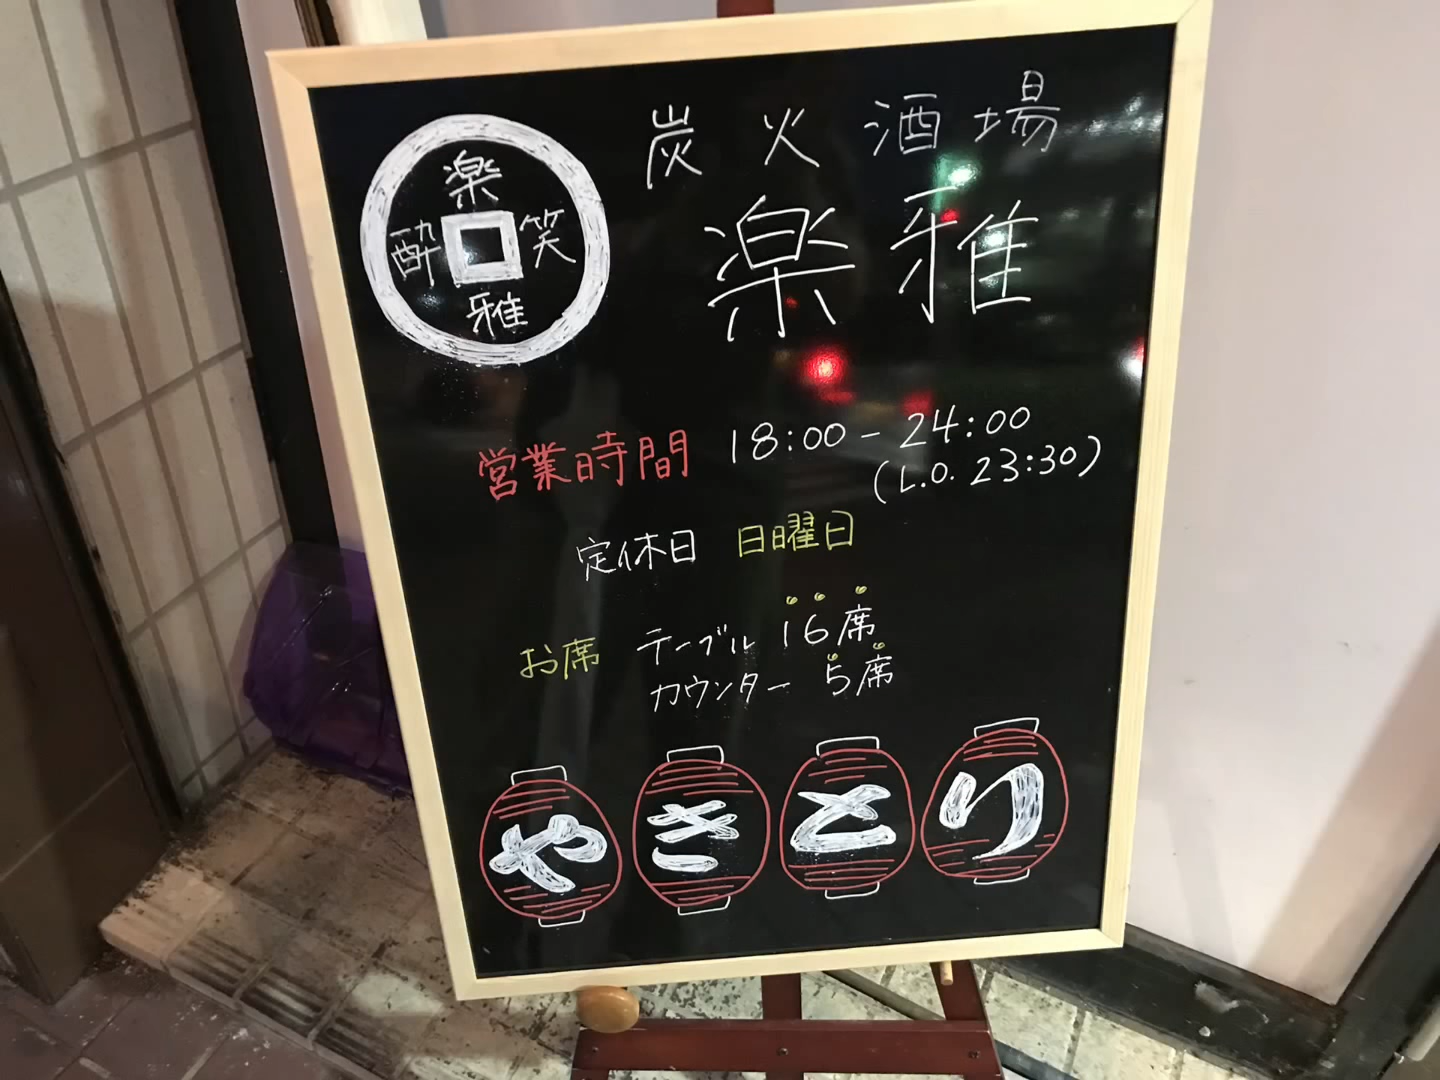 炭火酒場
楽雅
楽
酔 笑
雅
営業時間 18:00 - 24:00
(L.O. 23:30)
定休日 日曜日
お席 テーブル 16席
カウンター 5席
やきとり